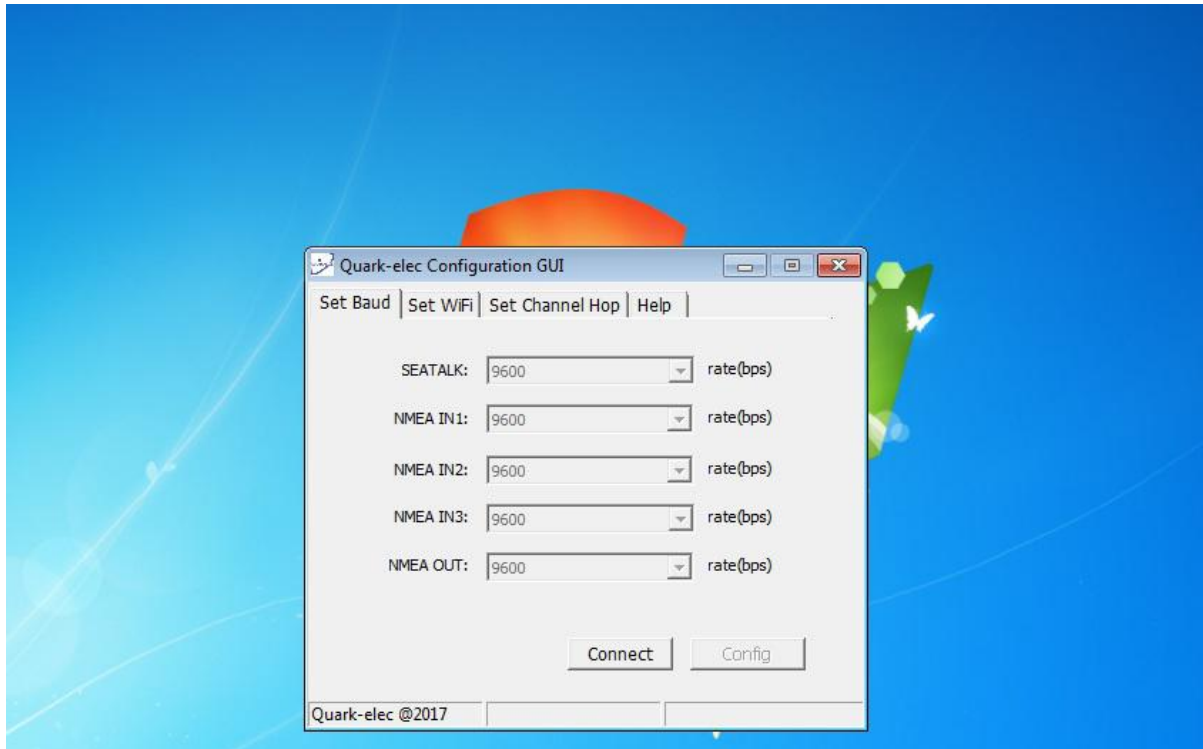 Quark-elec Configuration GUI
Set Baud Set WiFi Set Channel Hop Help
SEATALK: 9600 rate(bps)
NMEA IN1: 9600 rate(bps)
NMEA IN2: 9600 rate(bps)
NMEA IN3: 9600 rate(bps)
NMEA OUT: 9600 rate(bps)
Connect Config
Quark-elec @2017